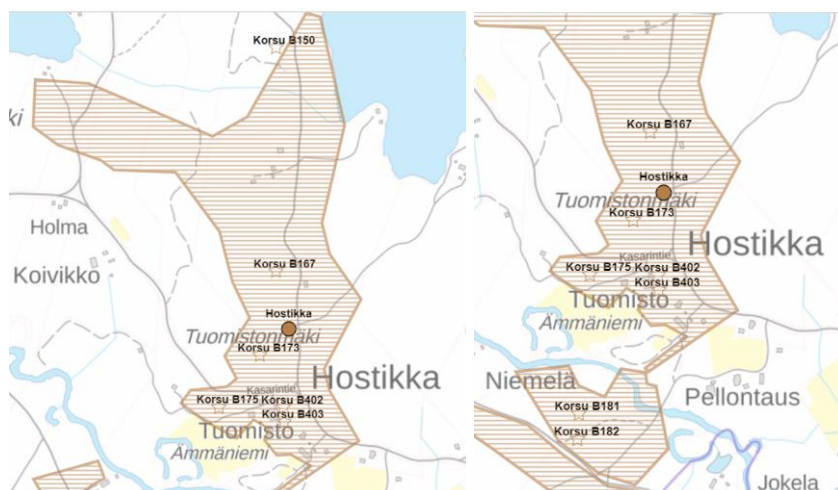 Korsu B150
ki
Holma
Koivikko
Korsu B167
Hostikka
Tuomistonmäki
Korsu B173
Hostikka
Kasarintie
Korsu B175
Korsu B402
Korsu B403
Tuomisto
Ämmäniemi
Korsu B167
Hostikka
Tuomistonmäki
Korsu B173
Hostikka
Kasarintie
Korsu B175
Korsu B402
Korsu B403
Tuomisto
Ämmäniemi
Niemelä
Pellontaus
Korsu B181
Korsu B182
Jokela